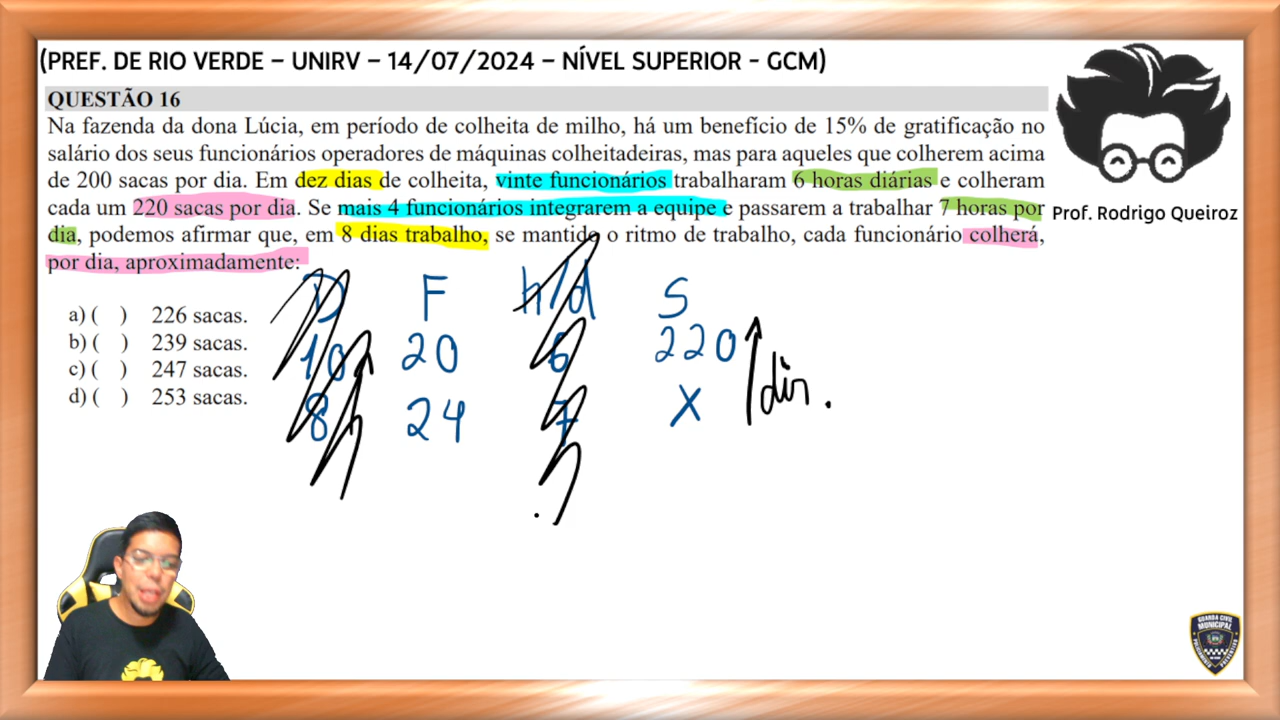 (PREF. DE RIO VERDE – UNIRV – 14/07/2024 – NÍVEL SUPERIOR - GCM)
QUESTÃO 16
Na fazenda da dona Lúcia, em período de colheita de milho, há um benefício de 15% de gratificação no
salário dos seus funcionários operadores de máquinas colheitadeiras, mas para aqueles que colherem acima
de 200 sacas por dia. Em dez dias de colheita, vinte funcionários trabalharam 6 horas diárias e colheram
cada um 220 sacas por dia. Se mais 4 funcionários integrarem a equipe e passarem a trabalhar 7 horas por
dia, podemos afirmar que, em 8 dias trabalho, se mantido o ritmo de trabalho, cada funcionário colherá,
por dia, aproximadamente:
a) ( ) 226 sacas.
b) ( ) 239 sacas.
c) ( ) 247 sacas.
d) ( ) 253 sacas.
Prof. Rodrigo Queiroz
D F h/d S
10 20 6 220
8 24 7 X
dir.
GUARDA CIVIL
MUNICIPAL